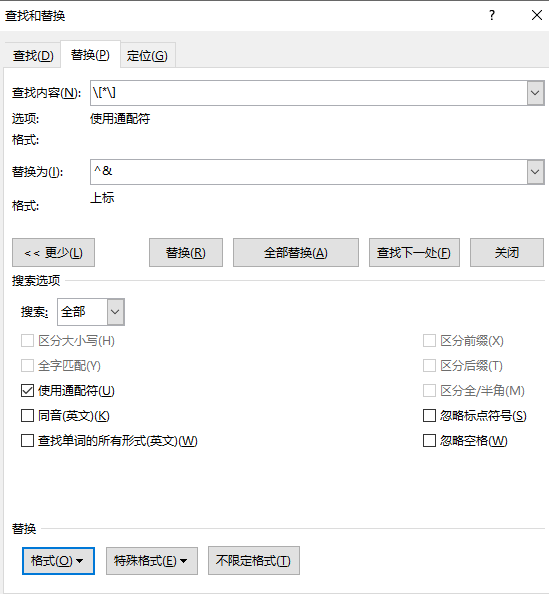 查找和替换
查找(D) 替换(P) 定位(G)
查找内容(N): \[*\]
选项: 使用通配符
格式:
替换为(I): ^&
格式: 上标
<< 更少(L) 替换(R) 全部替换(A) 查找下一处(F) 关闭
搜索选项
搜索: 全部
区分大小写(H) 区分前缀(X)
全字匹配(Y) 区分后缀(T)
使用通配符(U) 区分全/半角(M)
同音(英文)(K) 忽略标点符号(S)
查找单词的所有形式(英文)(W) 忽略空格(W)
替换
格式(O) 特殊格式(E) 不限定格式(T)